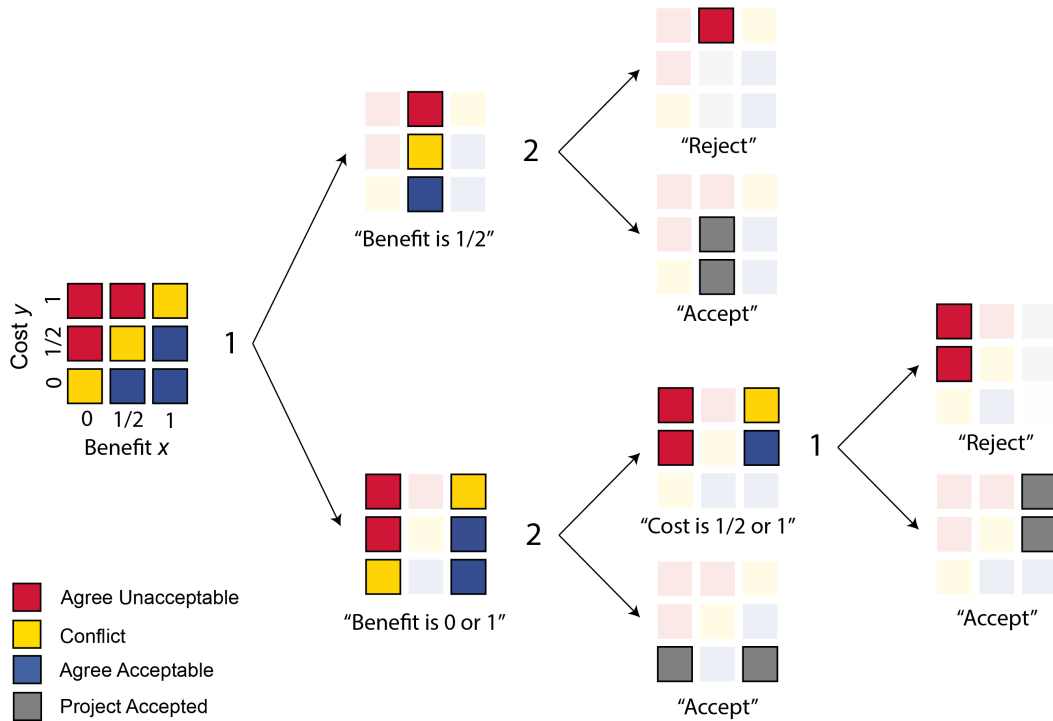 “Reject”
2
“Benefit is 1/2”
“Accept”
Cost y
1
1/2
0
0 1/2 1
Benefit x
1
“Cost is 1/2 or 1”
1
“Reject”
2
“Benefit is 0 or 1”
“Accept”
“Accept”
Agree Unacceptable
Conflict
Agree Acceptable
Project Accepted